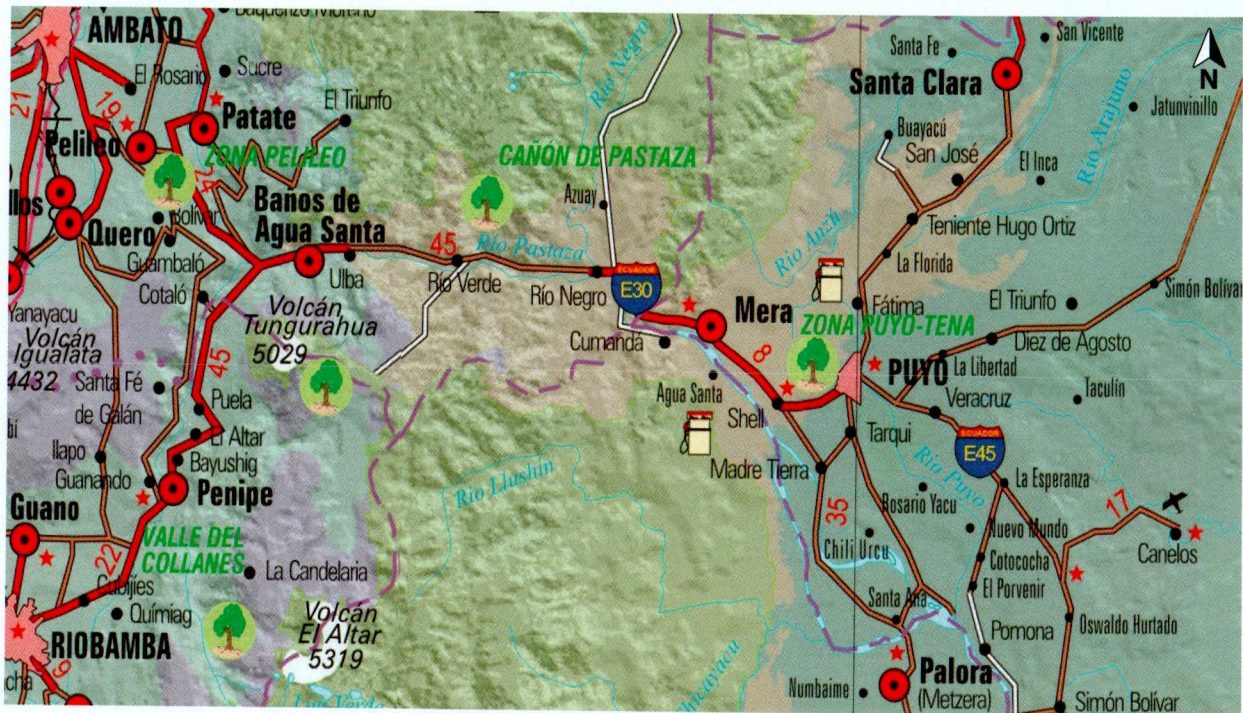 AMBATO
Baquerizo Moreno
El Rosario
Sucre
21
19
Patate
Pelileo
El Triunfo
ZONA PELILEO
CAÑON DE PASTAZA
Río Negro
Santa Fe
San Vicente
N
Santa Clara
Río Arajuno
Jatunvinillo
Buayacú
San José
El Inca
Azuay
24
Bolívar
Quero
Guambaló
Baños de
Agua Santa
Ulba
45
Río Pastaza
Río Verde
Río Negro
ECUADOR
E30
Río Anzú
Teniente Hugo Ortiz
La Florida
Fátima
El Triunfo
Simón Bolívar
Cotaló
Volcán
Tungurahua
5029
Yanayacu
Volcán
Igualata
4432
45
Cumandá
Mera
8
ZONA PUYO-TENA
Diez de Agosto
La Libertad
PUYO
Veracruz
Taculín
Santa Fé
de Galán
Puela
El Altar
Agua Santa
Shell
Tarqui
ECUADOR
E45
Ilapo
Guanando
Bayushig
Penipe
Río Llushin
Madre Tierra
Río Puyo
La Esperanza
Rosario Yacu
35
17
Guano
VALLE DEL
COLLANES
22
Chili Urcu
Nuevo Mundo
Cotococha
Canelos
La Candelaria
Cubijíes
Químiag
El Porvenir
Santa Ana
RIOBAMBA
Volcán
El Altar
5319
Pomona
Oswaldo Hurtado
9
Chicayacu
Numbaime
Palora
(Metzera)
Simón Bolívar